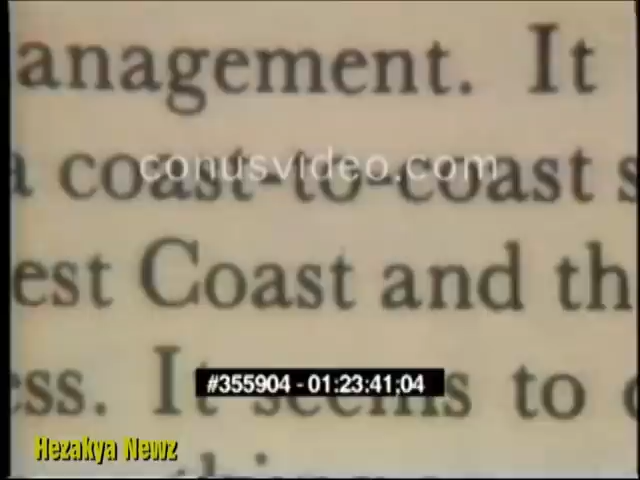 anagement. It
a coast-to-coast s
conusvideo.com
est Coast and th
ess. It seems to
#355904 - 01:23:41;04
Hezakya Newz